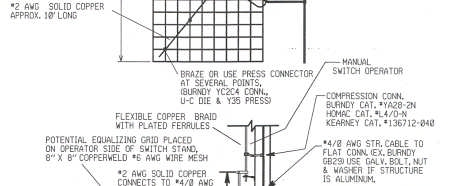 #2 AWG SOLID COPPER
APPROX. 10' LONG
BRAZE OR USE PRESS CONNECTOR
AT SEVERAL POINTS,
(BURNDY YC2C4 CONN.,
U-C DIE & Y35 PRESS)
MANUAL
SWITCH OPERATOR
COMPRESSION CONN.
BURNDY CAT. #YA28-2N
HOMAC CAT. #L4/0-N
KEARNEY CAT. #136712-040
FLEXIBLE COPPER BRAID
WITH PLATED FERRULES
POTENTIAL EQUALIZING GRID PLACED
ON OPERATOR SIDE OF SWITCH STAND,
8" X 8" COPPERWELD #6 AWG WIRE MESH
#4/0 AWG STR. CABLE TO
FLAT CONN. (EX. BURNDY
GB29) USE GALV. BOLT, NUT
& WASHER IF STRUCTURE
IS ALUMINUM.
#2 AWG SOLID COPPER
CONNECTS TO #4/0 AWG